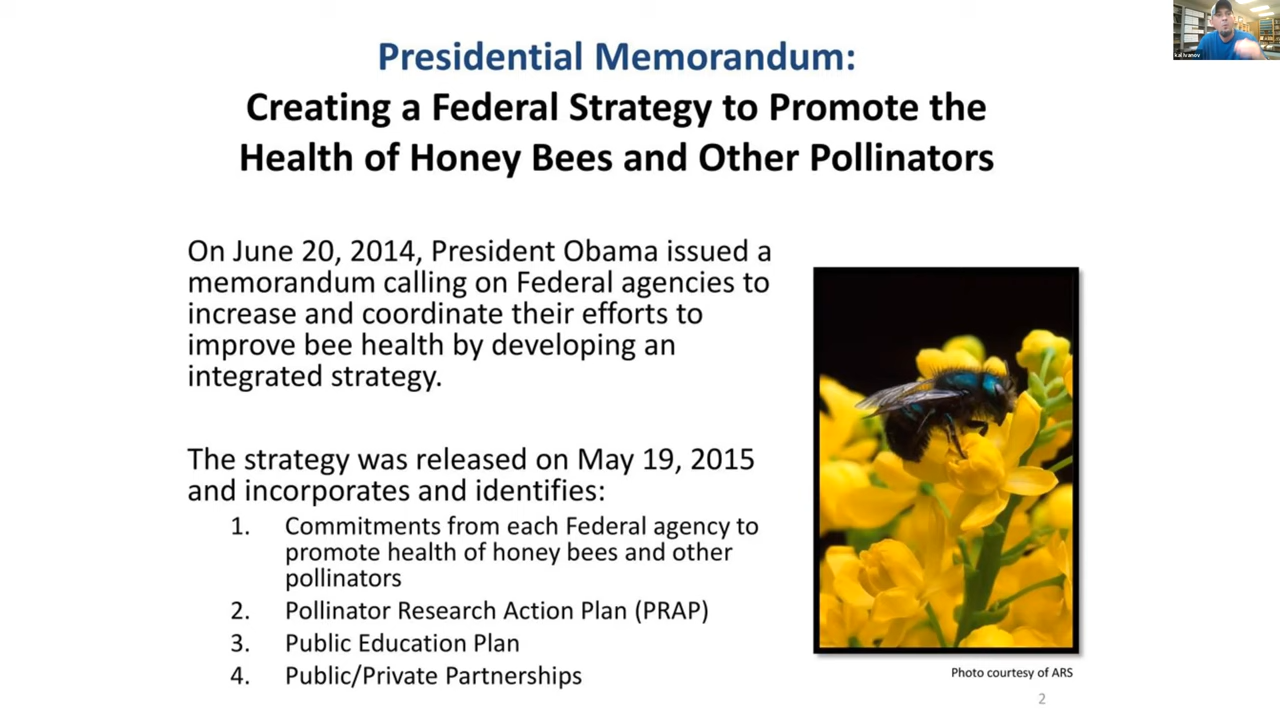 Presidential Memorandum:
Creating a Federal Strategy to Promote the
Health of Honey Bees and Other Pollinators
On June 20, 2014, President Obama issued a
memorandum calling on Federal agencies to
increase and coordinate their efforts to
improve bee health by developing an
integrated strategy.
The strategy was released on May 19, 2015
and incorporates and identifies:
1. Commitments from each Federal agency to
promote health of honey bees and other
pollinators
2. Pollinator Research Action Plan (PRAP)
3. Public Education Plan
4. Public/Private Partnerships
Photo courtesy of ARS
2